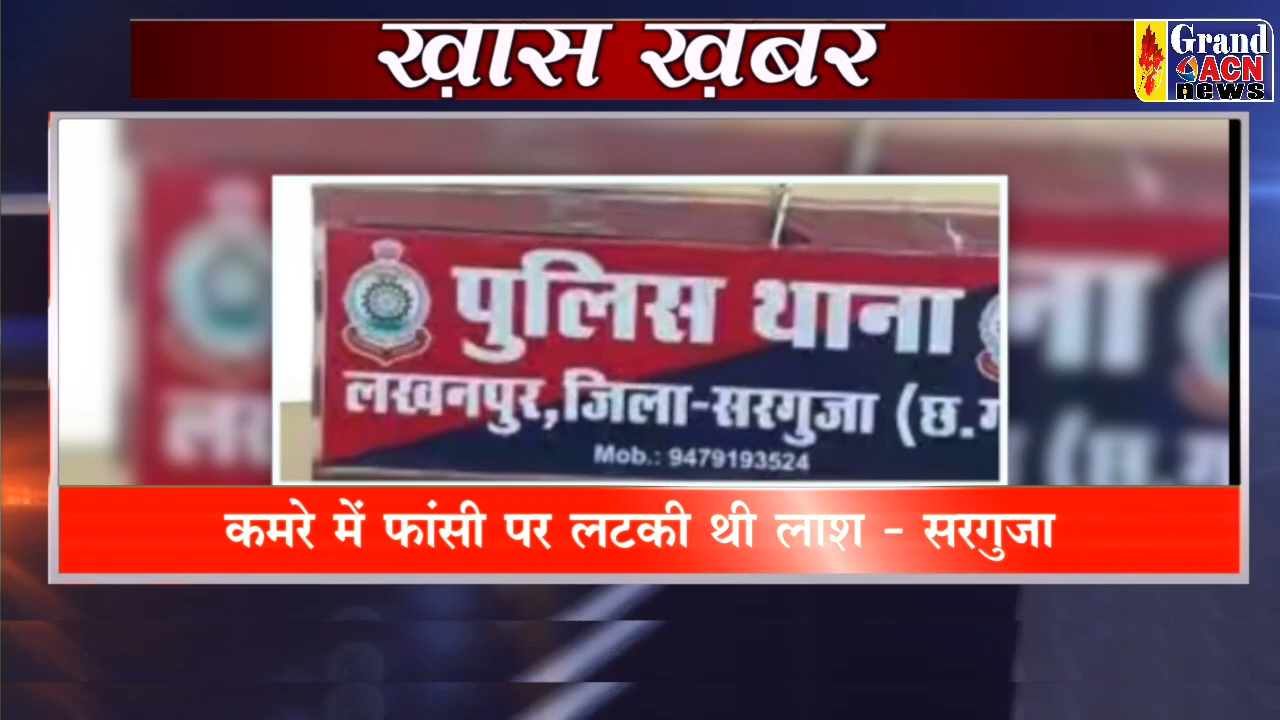 ख़ास ख़बर
Grand
ACN
news
पुलिस थाना
लखनपुर, जिला-सरगुजा (छ.ग
Mob.: 9479193524
कमरे में फांसी पर लटकी थी लाश - सरगुजा